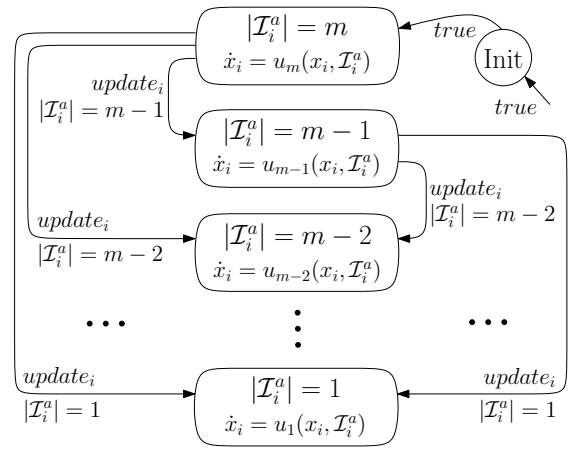 |𝓘ᵢᵃ| = m
ẋᵢ = uₘ(xᵢ, 𝓘ᵢᵃ)
true
Init
true
updateᵢ
|𝓘ᵢᵃ| = m − 1
|𝓘ᵢᵃ| = m − 1
ẋᵢ = uₘ₋₁(xᵢ, 𝓘ᵢᵃ)
updateᵢ
|𝓘ᵢᵃ| = m − 2
updateᵢ
|𝓘ᵢᵃ| = m − 2
|𝓘ᵢᵃ| = m − 2
ẋᵢ = uₘ₋₂(xᵢ, 𝓘ᵢᵃ)
updateᵢ
|𝓘ᵢᵃ| = 1
|𝓘ᵢᵃ| = 1
ẋᵢ = u₁(xᵢ, 𝓘ᵢᵃ)
updateᵢ
|𝓘ᵢᵃ| = 1